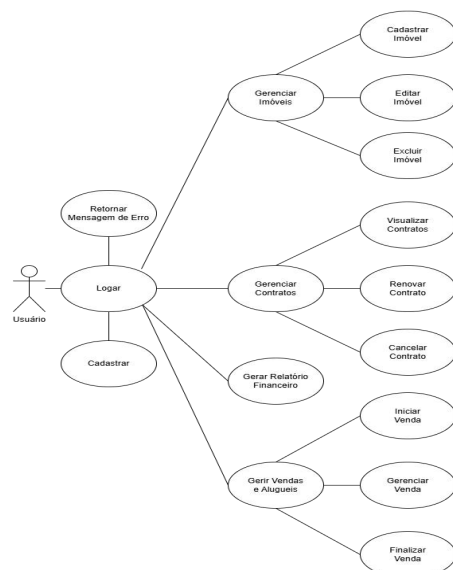 Cadastrar
Imóvel
Gerenciar
Imóveis
Editar
Imóvel
Excluir
Imóvel
Retornar
Mensagem de Erro
Visualizar
Contratos
Usuário
Logar
Gerenciar
Contratos
Renovar
Contrato
Cadastrar
Cancelar
Contrato
Gerar Relatório
Financeiro
Iniciar
Venda
Gerir Vendas
e Alugueis
Gerenciar
Venda
Finalizar
Venda